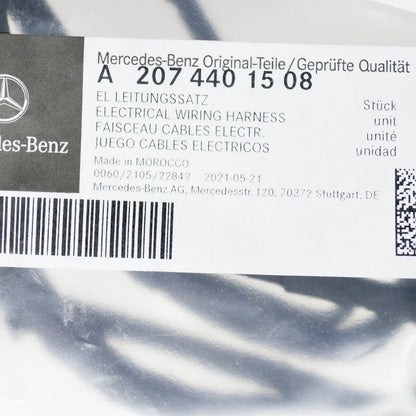 Mercedes-Benz Original-Teile/Geprüfte Qualität
A 207 440 15 08
EL LEITUNGSSATZ
ELECTRICAL WIRING HARNESS
FAISCEAU CABLES ELECTR.
JUEGO CABLES ELECTRICOS
Stück
unit
unité
unidad
des-Benz
Made in MOROCCO
0060/2105/22842 2021-05-21
Mercedes-Benz AG, Mercedesstr.120, 70372 Stuttgart, DE